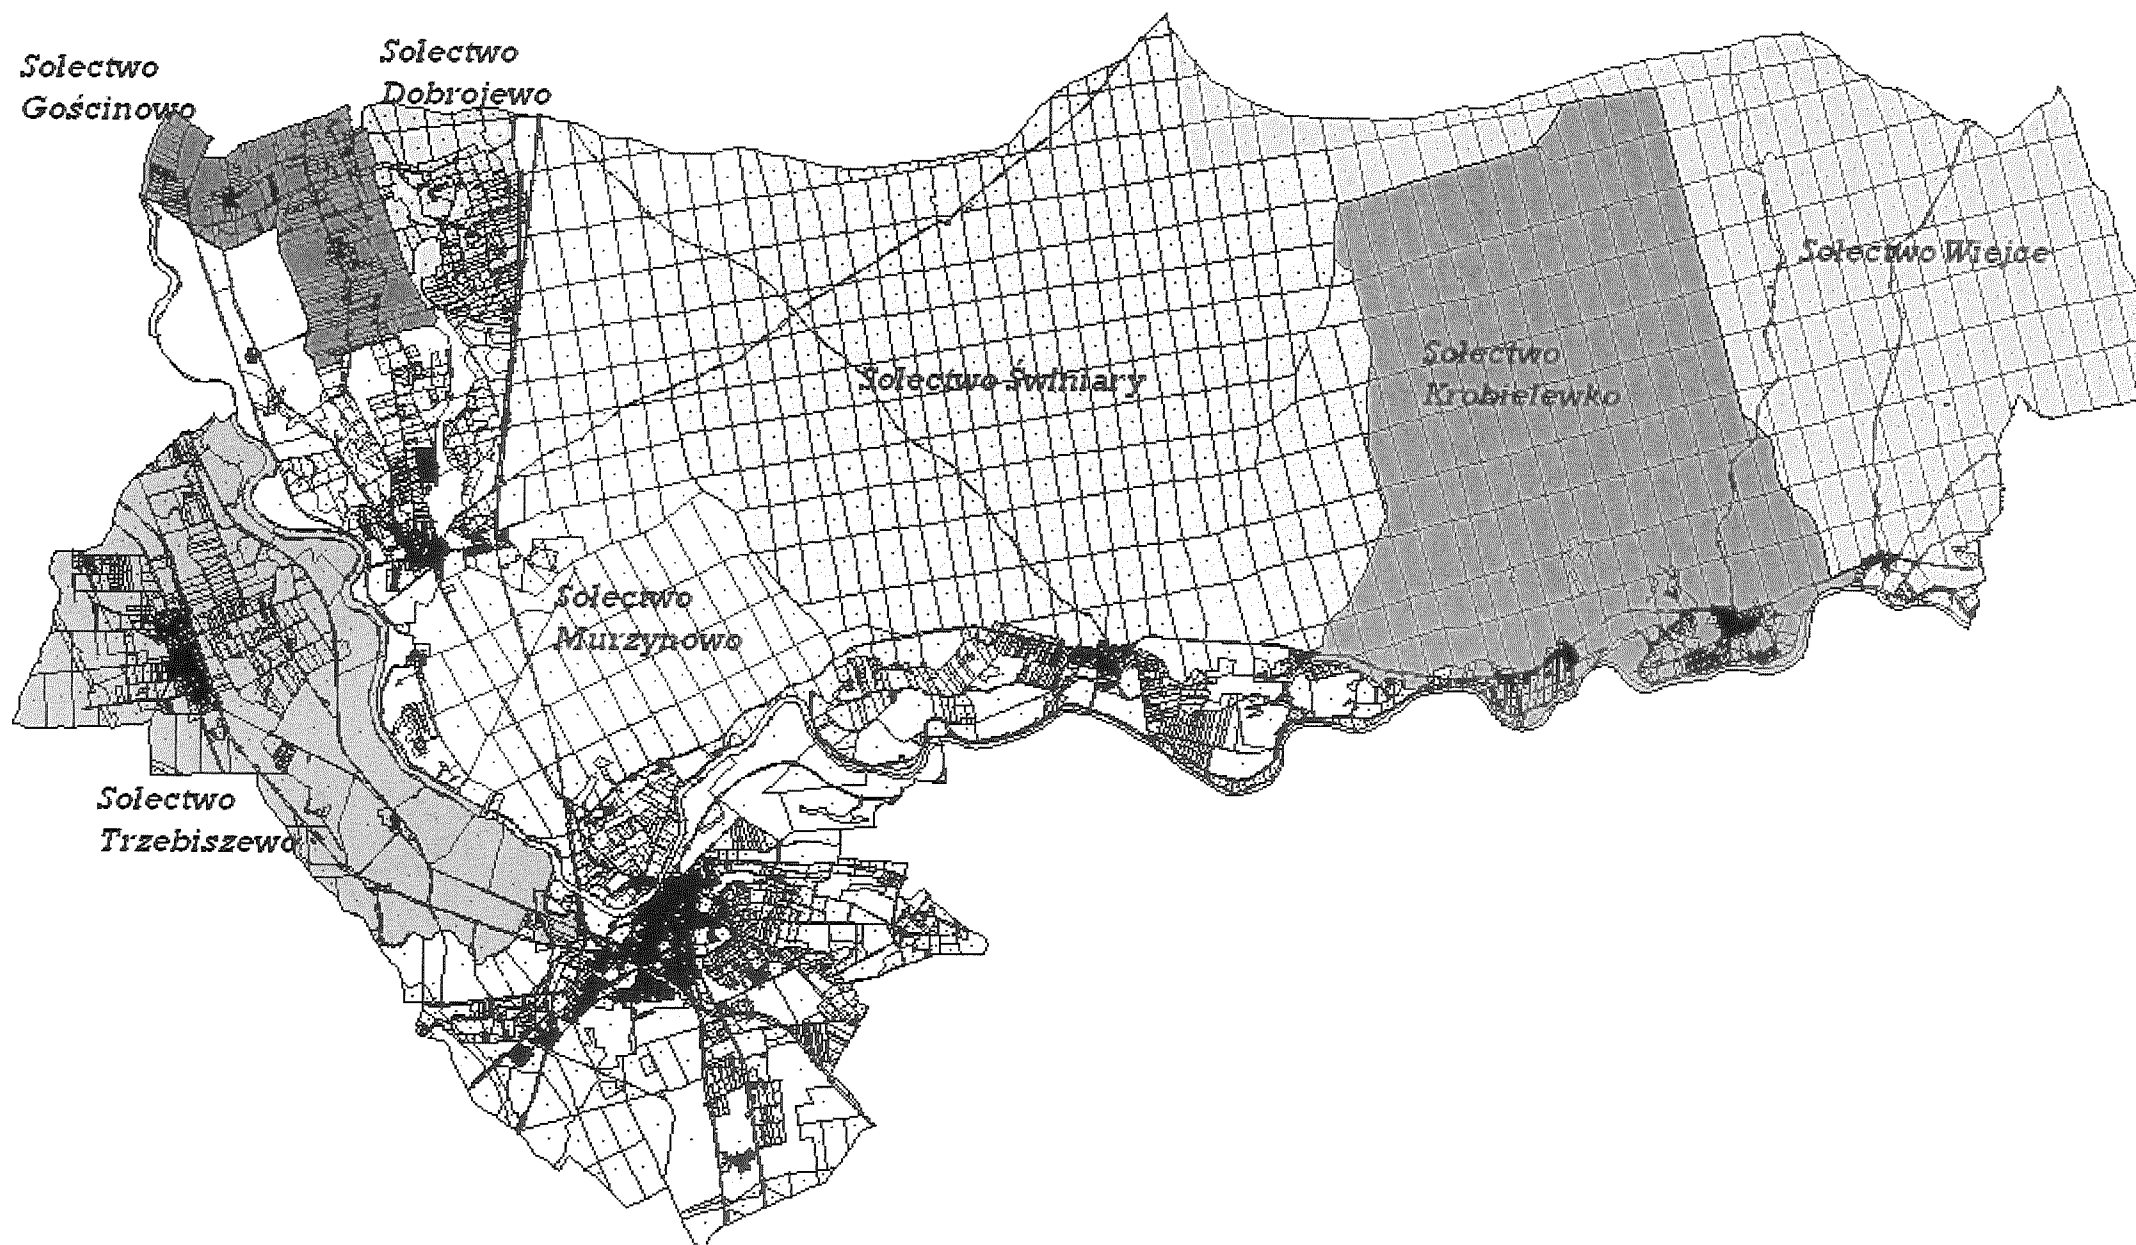 Sołectwo
Gościnowo
Sołectwo
Dobrojewo
Sołectwo Wiejce
Sołectwo
Krobielewko
Sołectwo Świniary
Sołectwo
Murzynowo
Sołectwo
Trzebiszewo